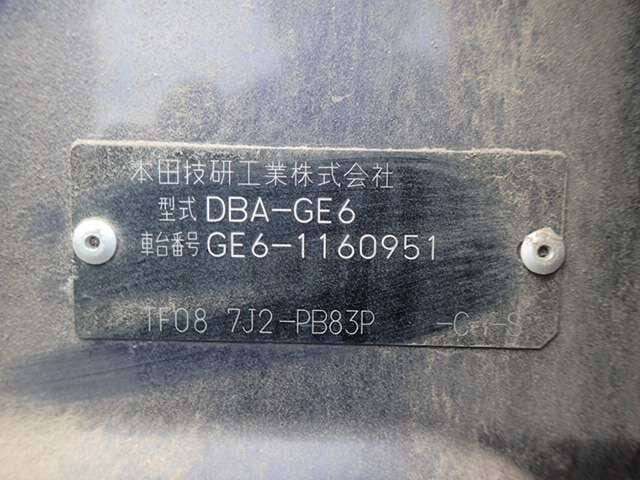 本田技研工業株式会社
型式 DBA-GE6
車台番号 GE6-1160951
TF08 7J2-PB83P -C -S